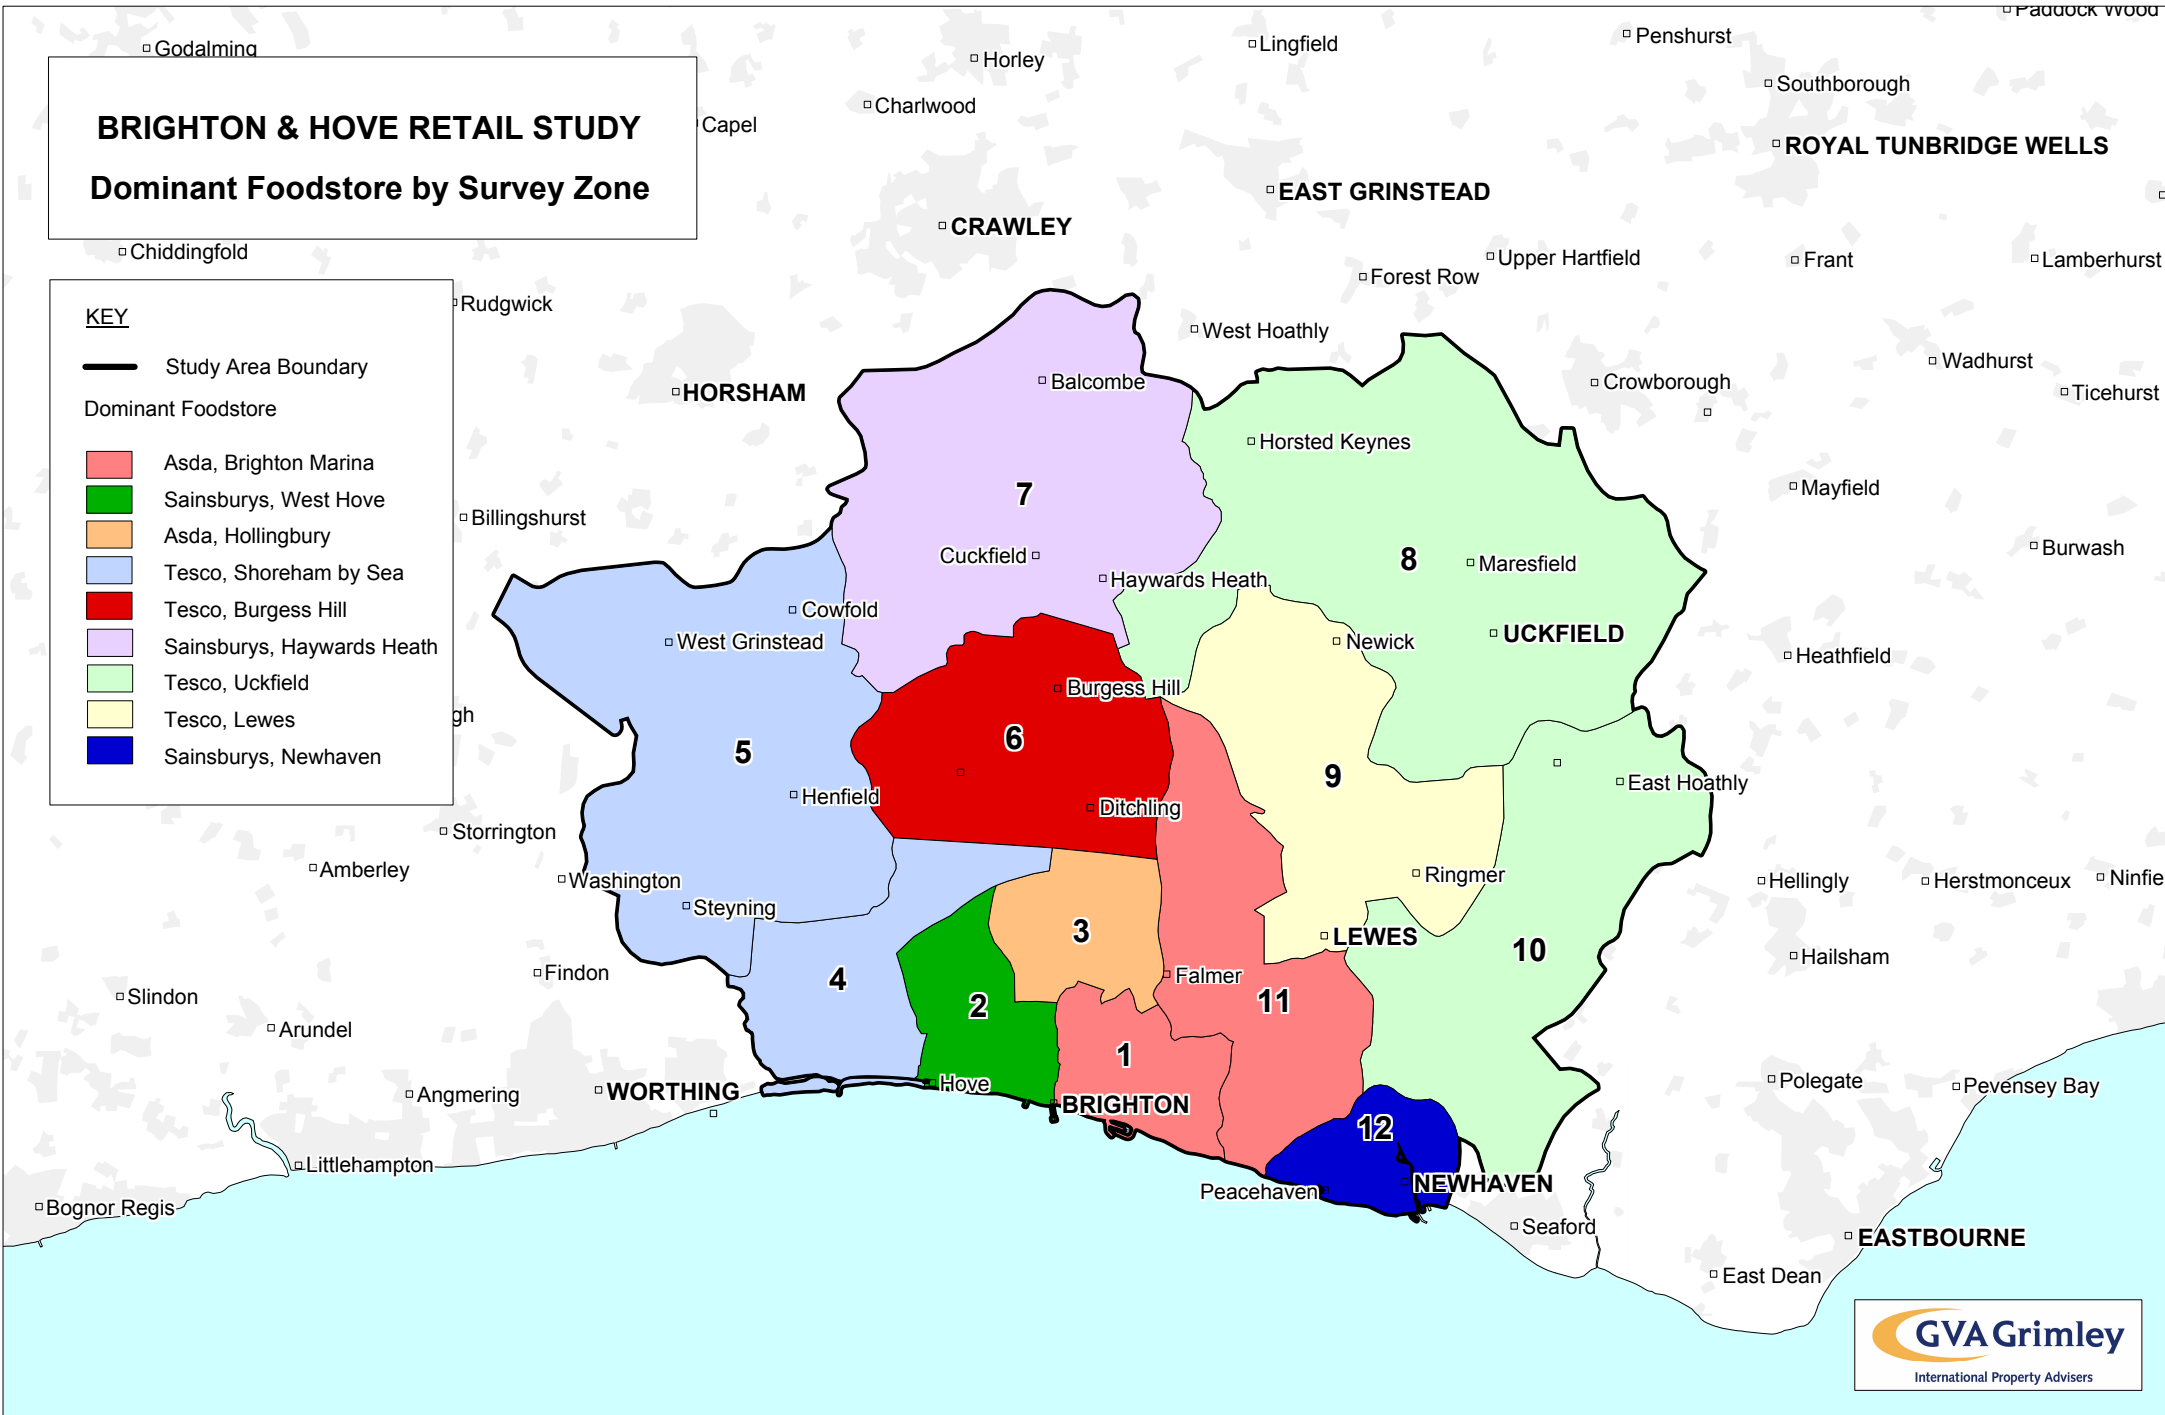 Paddock Wood
Penshurst
Lingfield
Godalming
Horley
Southborough
Charlwood
BRIGHTON & HOVE RETAIL STUDY
Capel
ROYAL TUNBRIDGE WELLS
Dominant Foodstore by Survey Zone
EAST GRINSTEAD
CRAWLEY
Chiddingfold
Upper Hartfield
Frant
Lamberhurst
Forest Row
Rudgwick
KEY
West Hoathly
Wadhurst
Study Area Boundary
Balcombe
Crowborough
HORSHAM
Ticehurst
Dominant Foodstore
Horsted Keynes
Asda, Brighton Marina
Mayfield
7
Sainsburys, West Hove
Billingshurst
Asda, Hollingbury
Burwash
Cuckfield
8
Maresfield
Tesco, Shoreham by Sea
Haywards Heath
Cowfold
Tesco, Burgess Hill
UCKFIELD
West Grinstead
Newick
Sainsburys, Haywards Heath
Heathfield
Tesco, Uckfield
Burgess Hill
gh
Tesco, Lewes
6
5
Sainsburys, Newhaven
9
East Hoathly
Henfield
Ditchling
Storrington
Amberley
Ringmer
Washington
Hellingly
Herstmonceux
Ninfie
Steyning
3
LEWES
10
Hailsham
Findon
Falmer
4
Slindon
11
2
Arundel
1
Polegate
Hove
Pevensey Bay
WORTHING
Angmering
BRIGHTON
12
Littlehampton
NEWHAVEN
Peacehaven
Bognor Regis
Seaford
EASTBOURNE
East Dean
GVA Grimley
International Property Advisers